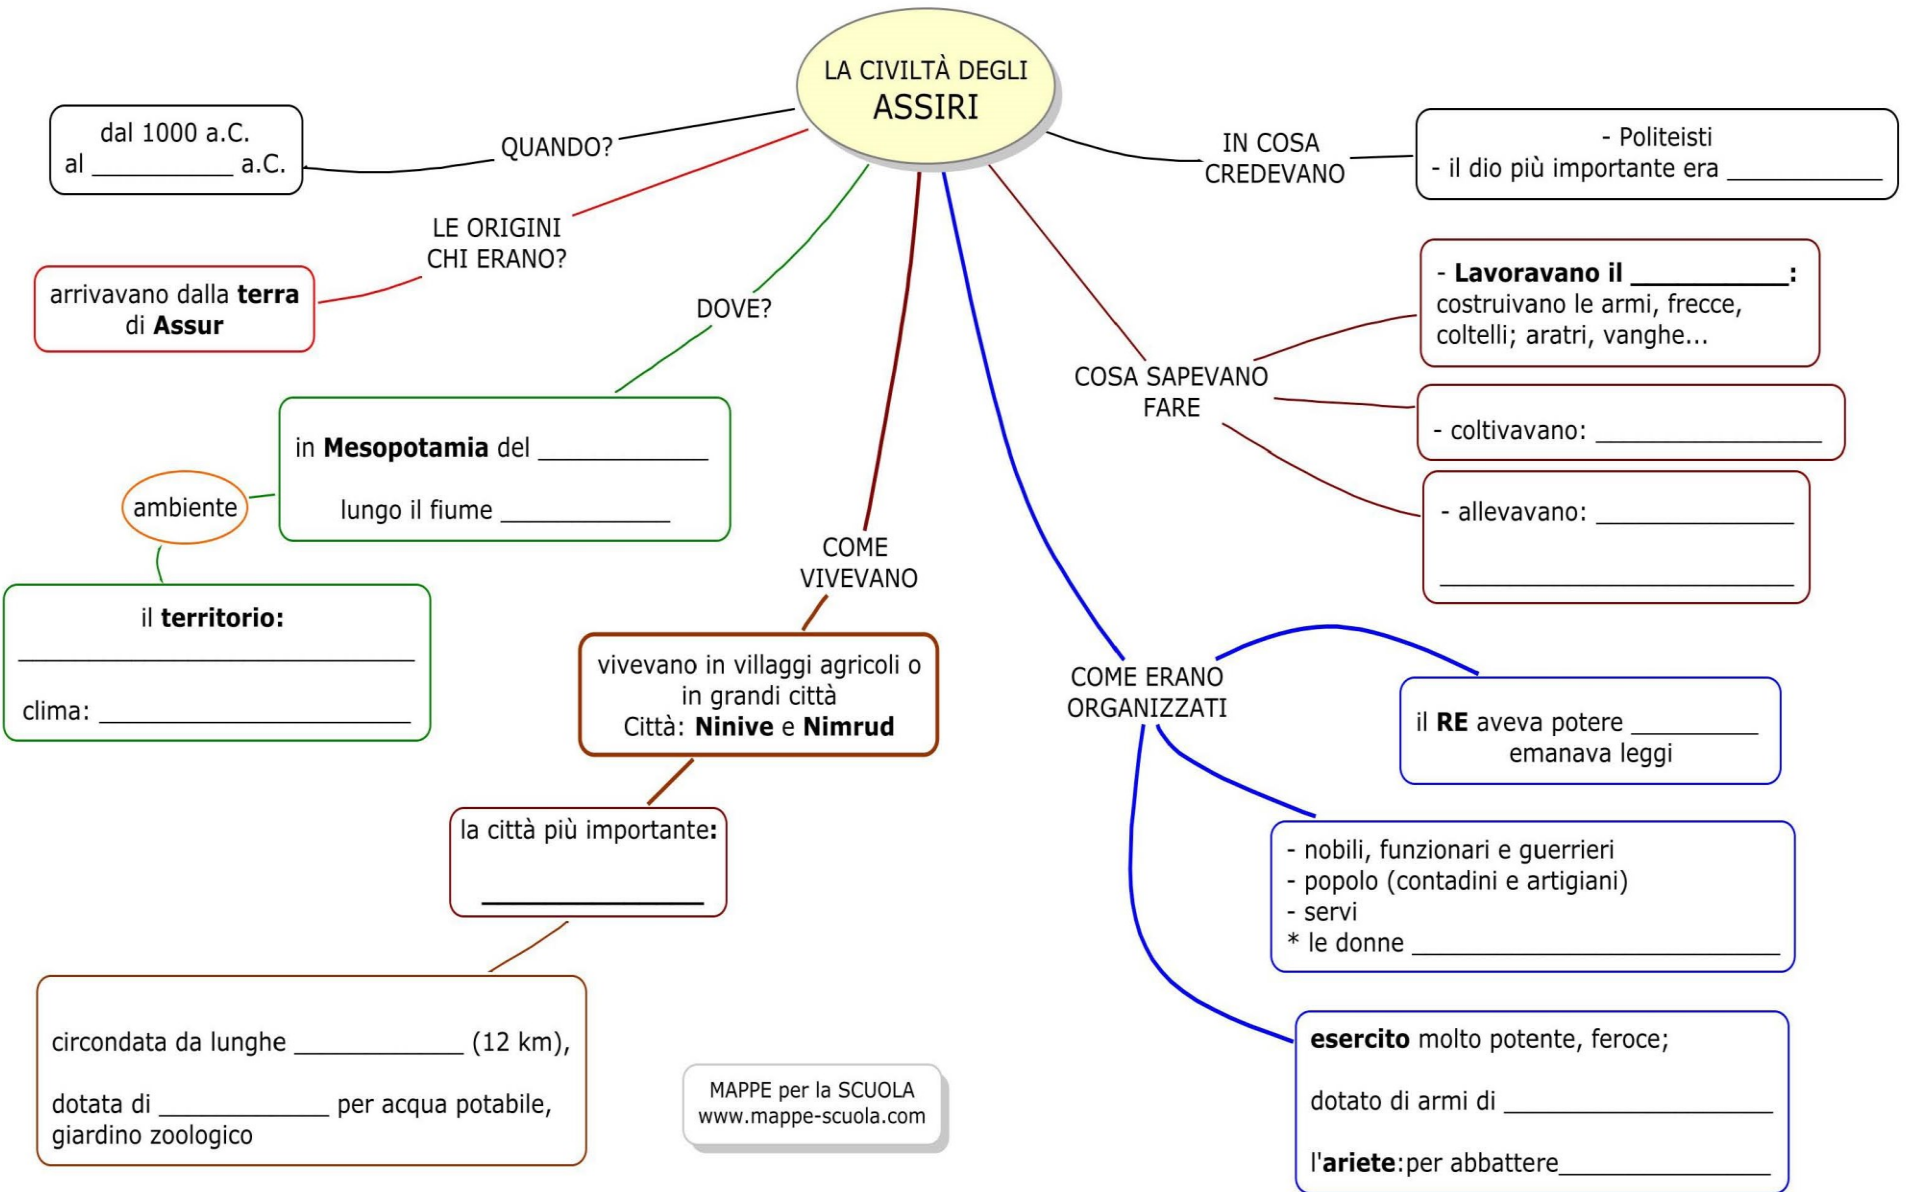 LA CIVILTÀ DEGLI
ASSIRI
QUANDO?
dal 1000 a.C.
al __________ a.C.
LE ORIGINI
CHI ERANO?
arrivavano dalla terra
di Assur
DOVE?
in Mesopotamia del ____________
lungo il fiume ____________
ambiente
il territorio:
____________________________
clima: ______________________
COME
VIVEVANO
vivevano in villaggi agricoli o
in grandi città
Città: Ninive e Nimrud
la città più importante:
________________
circondata da lunghe ____________ (12 km),
dotata di ____________ per acqua potabile,
giardino zoologico
IN COSA
CREDEVANO
- Politeisti
- il dio più importante era ___________
COSA SAPEVANO
FARE
- Lavoravano il ___________:
costruivano le armi, frecce,
coltelli; aratri, vanghe...
- coltivavano: ________________
- allevavano: ______________
_________________________
COME ERANO
ORGANIZZATI
il RE aveva potere _________
emanava leggi
- nobili, funzionari e guerrieri
- popolo (contadini e artigiani)
- servi
* le donne __________________________
esercito molto potente, feroce;
dotato di armi di ___________________
l'ariete:per abbattere_______________
MAPPE per la SCUOLA
www.mappe-scuola.com